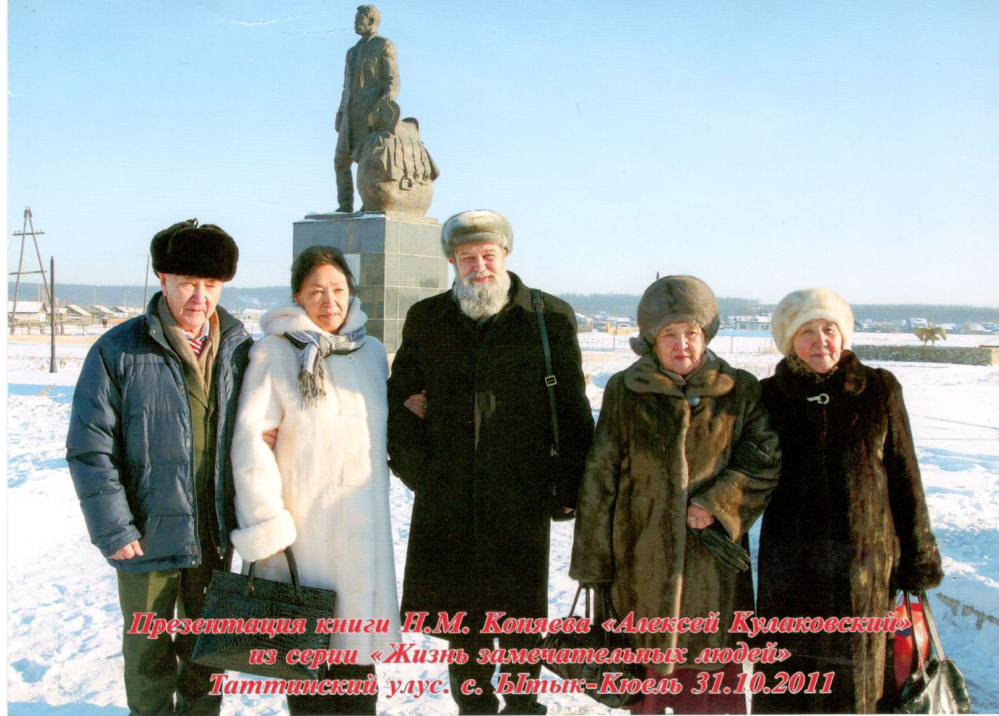 Презентация книги Н.М. Коняева «Алексей Кулаковский»
из серии «Жизнь замечательных людей»
Таттинский улус. с. Ытык-Кюель 31.10.2011